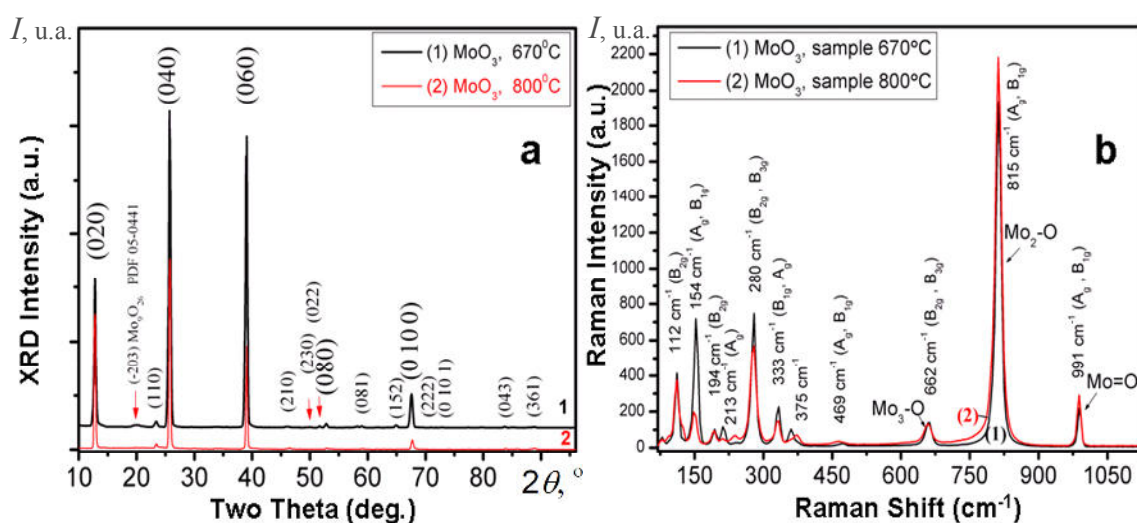 I, u.a.
XRD Intensity (a.u.)
(1) MoO₃, 670⁰C
(2) MoO₃, 800⁰C
a
(020)
(-203) Mo₉O₂₆ PDF 05-0441
(110)
(040)
(060)
(210)
(230)
(022)
(080)
(081)
(152)
(0 10 0)
(222)
(0 10 1)
(043)
(361)
1
2
10 20 30 40 50 60 70 80 2θ, °
Two Theta (deg.)
I, u.a.
Raman Intensity (a.u.)
2200
2000
1800
1600
1400
1200
1000
800
600
400
200
0
(1) MoO₃, sample 670ºC
(2) MoO₃, sample 800ºC
b
112 cm⁻¹ (B₂g)
154 cm⁻¹ (Ag, B₁g)
194 cm⁻¹ (B₂g)
213 cm⁻¹ (Ag)
280 cm⁻¹ (B₂g , B₃g)
333 cm⁻¹ (B₁g, Ag)
375 cm⁻¹
469 cm⁻¹ (Ag, B₁g)
Mo₃-O
662 cm⁻¹ (B₂g, B₃g)
(2)
(1)
815 cm⁻¹ (Ag, B₁g)
Mo₂-O
991 cm⁻¹ (Ag , B₁g)
Mo=O
150 300 450 600 750 900 1050
Raman Shift (cm⁻¹)